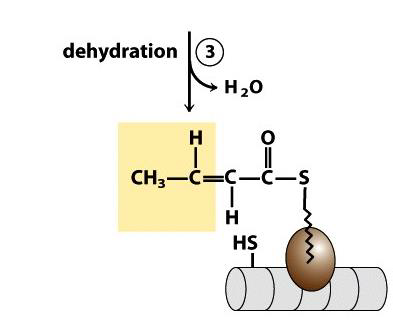 dehydration 3
H₂O
H O
CH₃—C=C—C—S
H
HS